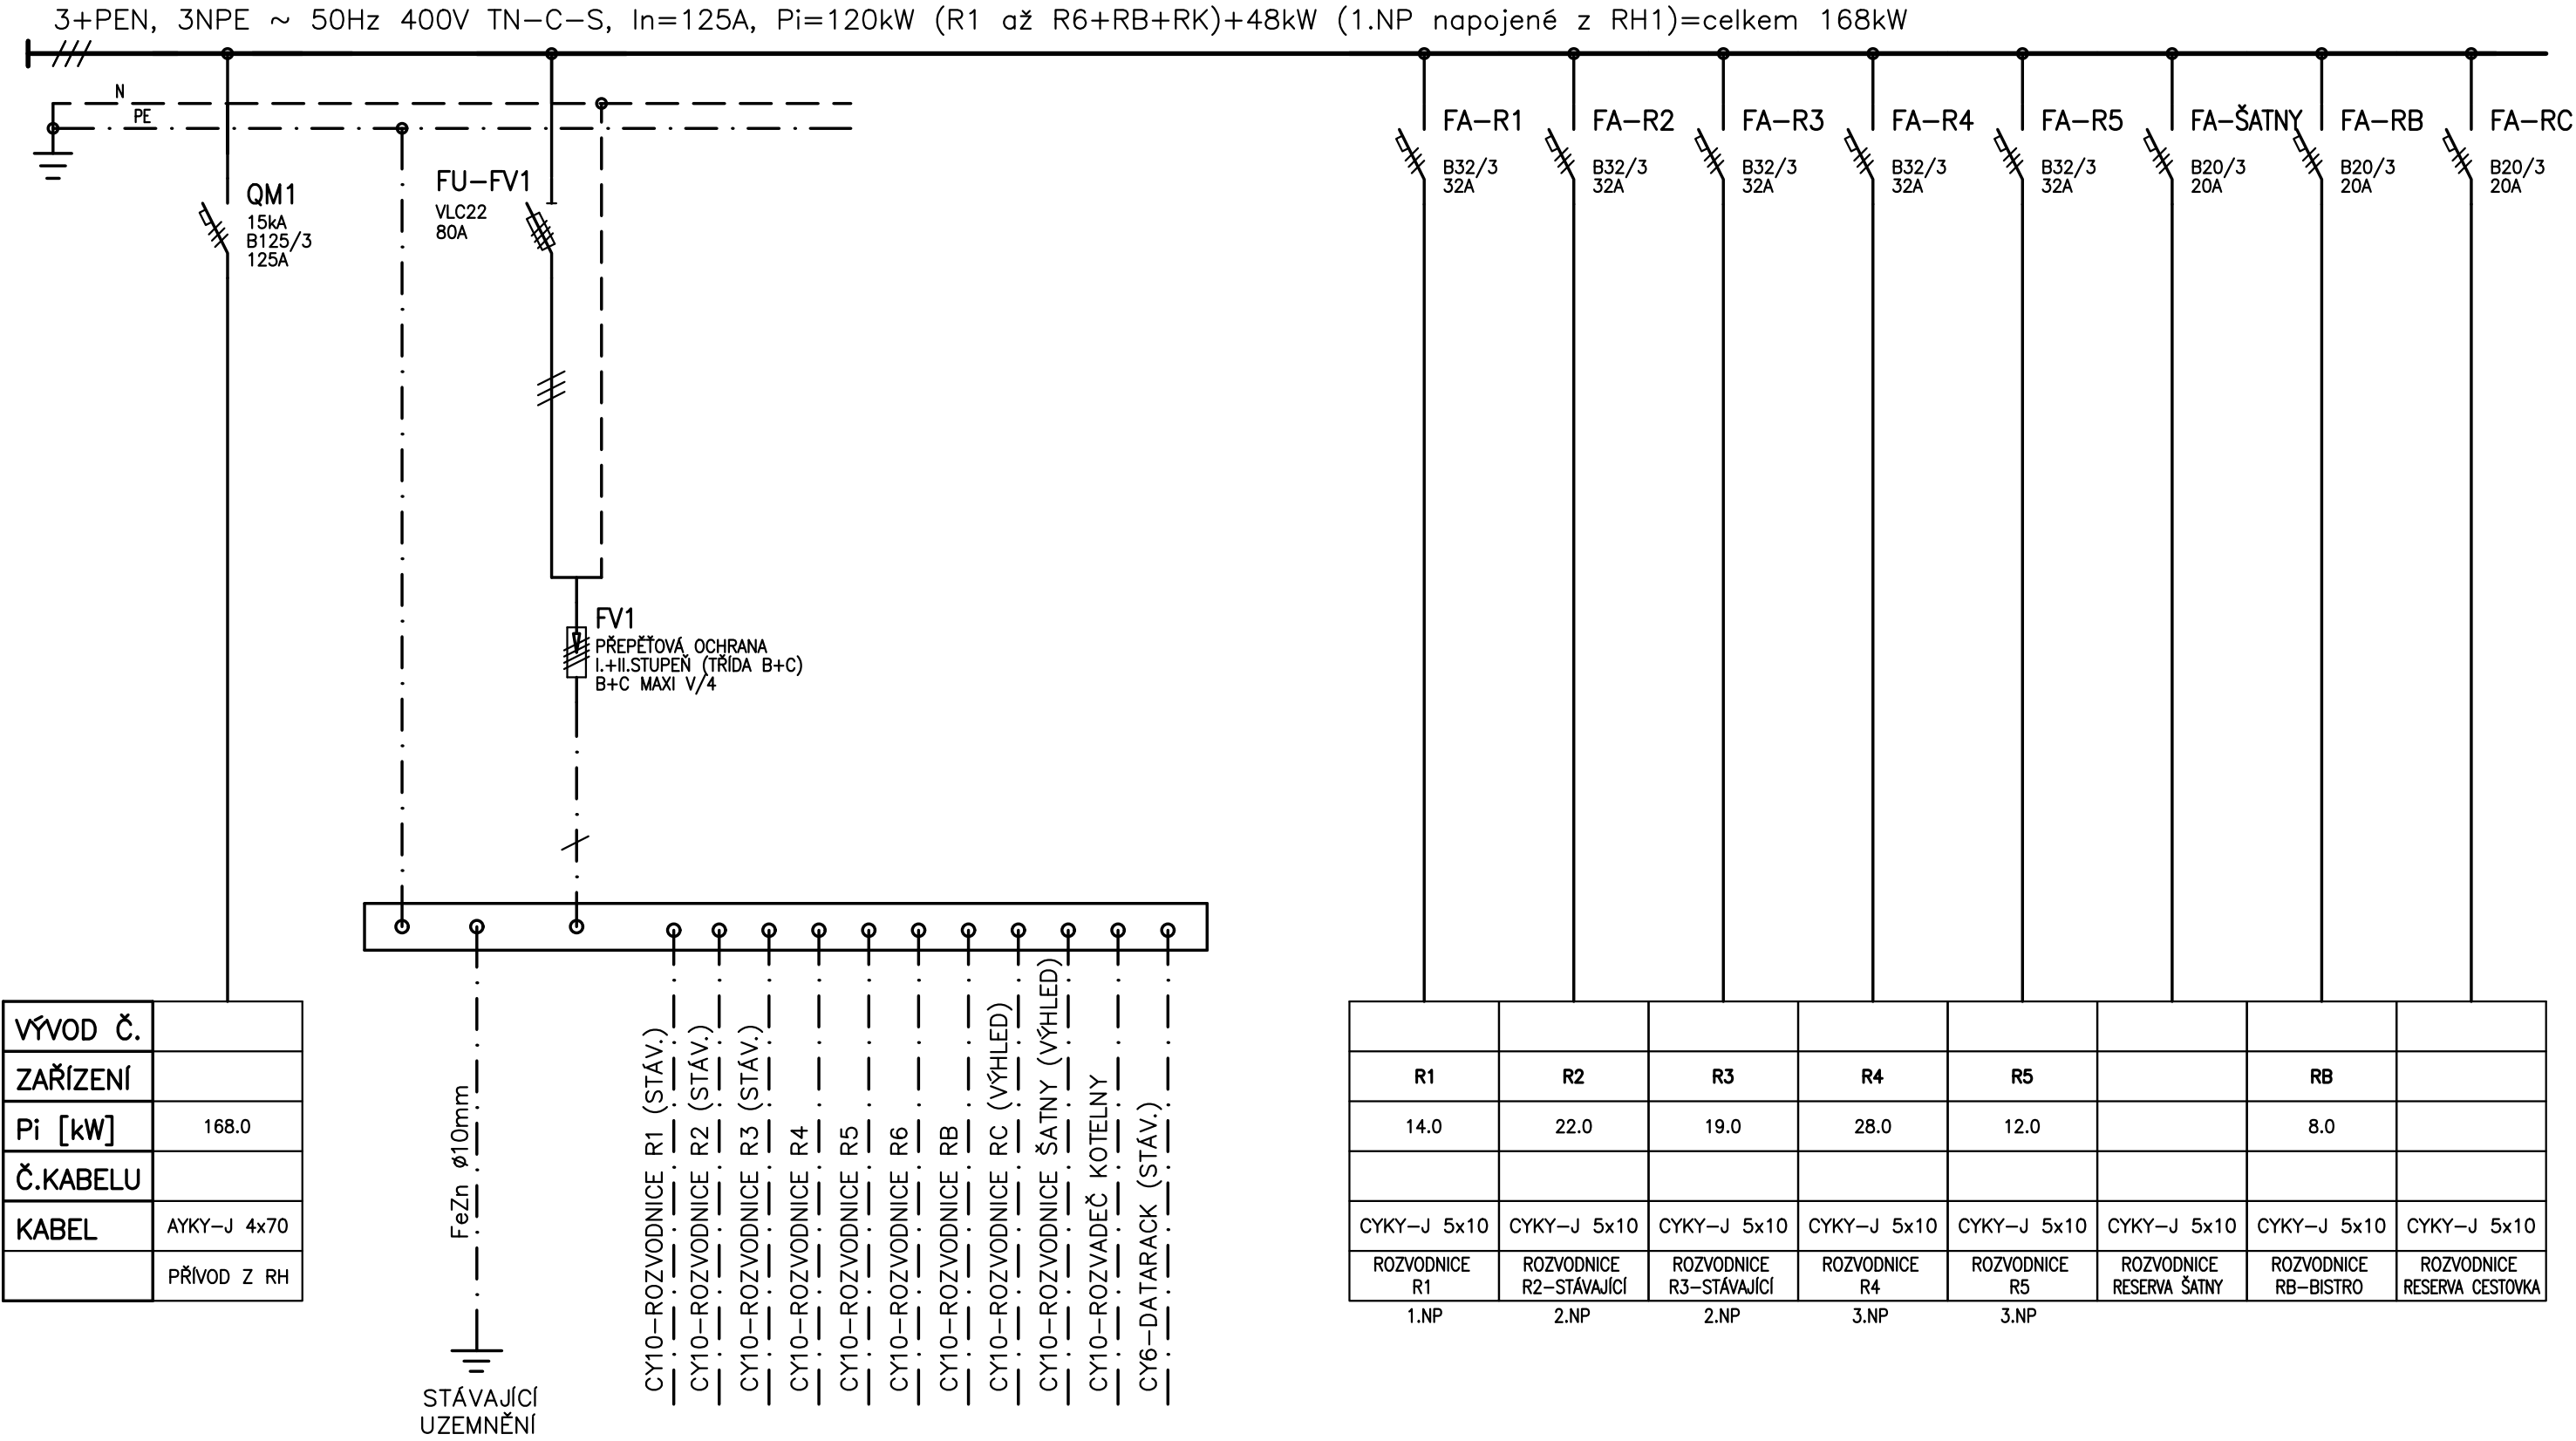 3+PEN, 3NPE ~ 50Hz 400V TN-C-S, In=125A, Pi=120kW (R1 až R6+RB+RK)+48kW (1.NP napojené z RH1)=celkem 168kW
N
PE
QM1
15kA
B125/3
125A
FU-FV1
VLC22
80A
FV1
PŘEPĚŤOVÁ OCHRANA
I.+II.STUPEŇ (TŘÍDA B+C)
B+C MAXI V/4
FA-R1
B32/3
32A
FA-R2
B32/3
32A
FA-R3
B32/3
32A
FA-R4
B32/3
32A
FA-R5
B32/3
32A
FA-ŠATNY
B20/3
20A
FA-RB
B20/3
20A
FA-RC
B20/3
20A
VÝVOD Č.
ZAŘÍZENÍ
Pi [kW] 168.0
Č.KABELU
KABEL AYKY-J 4x70
PŘÍVOD Z RH
FeZn ø10mm
STÁVAJÍCÍ
UZEMNĚNÍ
CY10-ROZVODNICE R1 (STÁV.)
CY10-ROZVODNICE R2 (STÁV.)
CY10-ROZVODNICE R3 (STÁV.)
CY10-ROZVODNICE R4
CY10-ROZVODNICE R5
CY10-ROZVODNICE R6
CY10-ROZVODNICE RB
CY10-ROZVODNICE RC (VÝHLED)
CY10-ROZVODNICE ŠATNY (VÝHLED)
CY10-ROZVADEČ KOTELNY
CY6-DATARACK (STÁV.)
R1 R2 R3 R4 R5 RB
14.0 22.0 19.0 28.0 12.0 8.0
CYKY-J 5x10 CYKY-J 5x10 CYKY-J 5x10 CYKY-J 5x10 CYKY-J 5x10 CYKY-J 5x10 CYKY-J 5x10 CYKY-J 5x10
ROZVODNICE ROZVODNICE ROZVODNICE ROZVODNICE ROZVODNICE ROZVODNICE ROZVODNICE ROZVODNICE
R1 R2-STÁVAJÍCÍ R3-STÁVAJÍCÍ R4 R5 RESERVA ŠATNY RB-BISTRO RESERVA CESTOVKA
1.NP 2.NP 2.NP 3.NP 3.NP